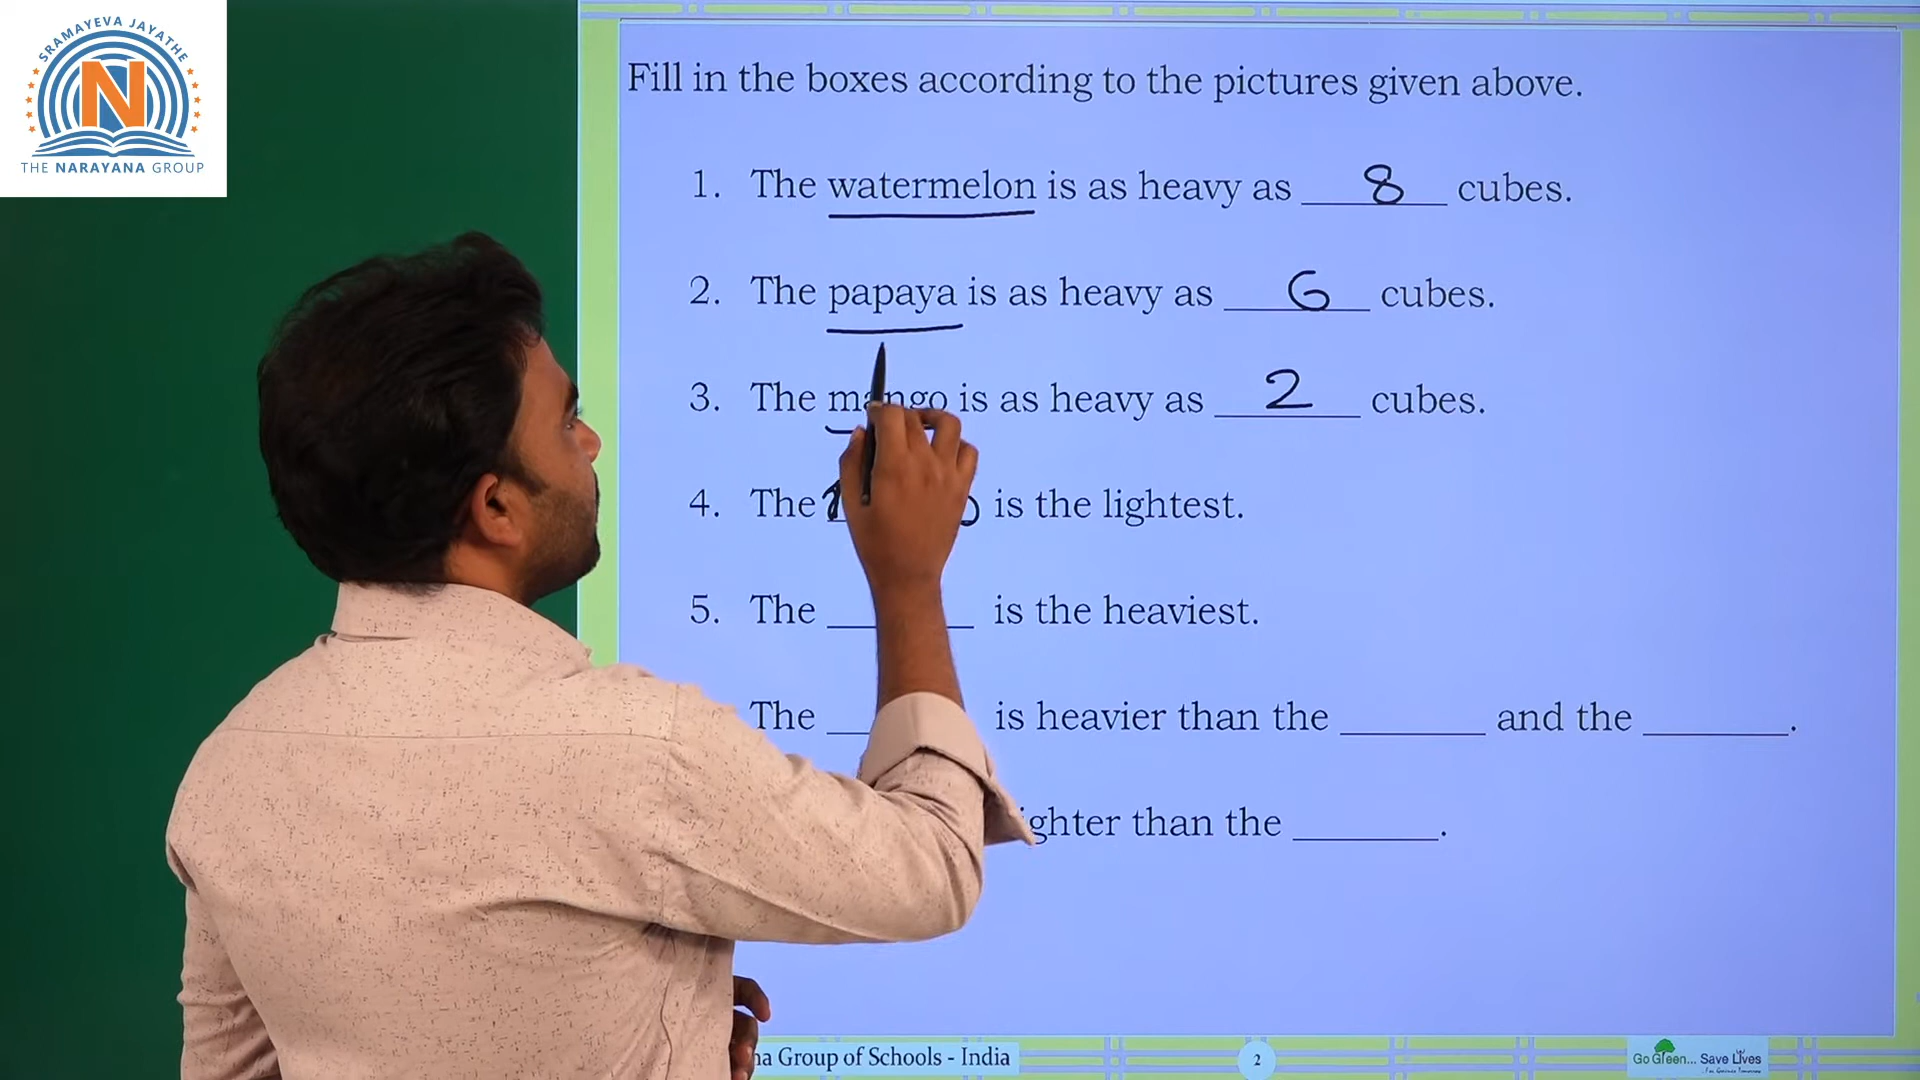 SRAMAYEVA JAYATHE
N
THE NARAYANA GROUP
Fill in the boxes according to the pictures given above.
1. The watermelon is as heavy as 8 cubes.
2. The papaya is as heavy as 6 cubes.
3. The mango is as heavy as 2 cubes.
4. The is the lightest.
5. The is the heaviest.
The is heavier than the and the .
ghter than the .
Group of Schools - India
2
Go Green... Save Lives